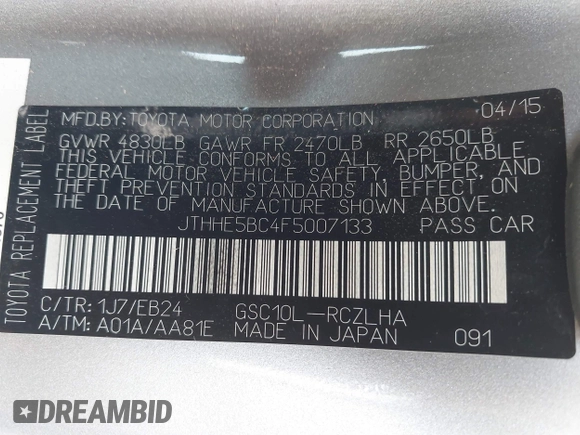 MFD.BY: TOYOTA MOTOR CORPORATION 04/15
GVWR 4830LB GAWR FR 2470LB RR 2650LB
THIS VEHICLE CONFORMS TO ALL APPLICABLE
FEDERAL MOTOR VEHICLE SAFETY, BUMPER, AND
THEFT PREVENTION STANDARDS IN EFFECT ON
THE DATE OF MANUFACTURE SHOWN ABOVE.
JTHHE5BC4F5007133 PASS CAR
C/TR: 1J7/EB24 GSC10L-RCZLHA
A/TM: A01A/AA81E MADE IN JAPAN 091
TOYOTA REPLACEMENT LABEL
DREAMBID